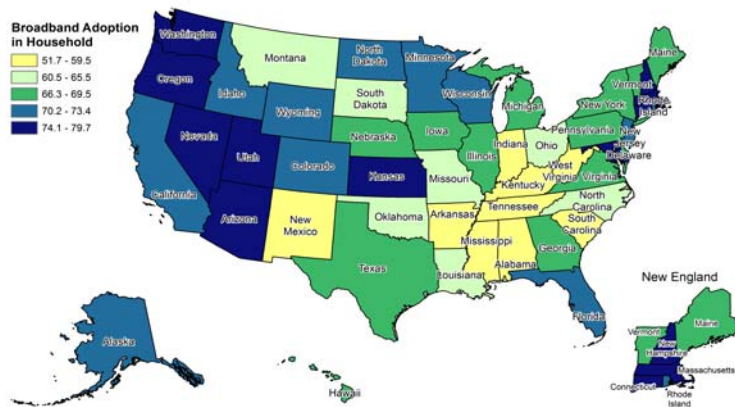 Broadband Adoption
in Household
51.7 - 59.5
60.5 - 65.5
66.3 - 69.5
70.2 - 73.4
74.1 - 79.7
Washington
Oregon
California
Nevada
Idaho
Montana
Wyoming
Utah
Arizona
Colorado
New
Mexico
North
Dakota
South
Dakota
Nebraska
Kansas
Oklahoma
Texas
Minnesota
Iowa
Missouri
Arkansas
Louisiana
Wisconsin
Illinois
Michigan
Indiana
Ohio
Kentucky
Tennessee
Mississippi
Alabama
Georgia
Florida
South
Carolina
North
Carolina
West
Virginia
Virginia
Pennsylvania
New York
Vermont
Maine
Rhode
Island
New
Jersey
Delaware
Alaska
Hawaii
New England
Vermont
Maine
New
Hampshire
Massachusetts
Connecticut
Rhode
Island